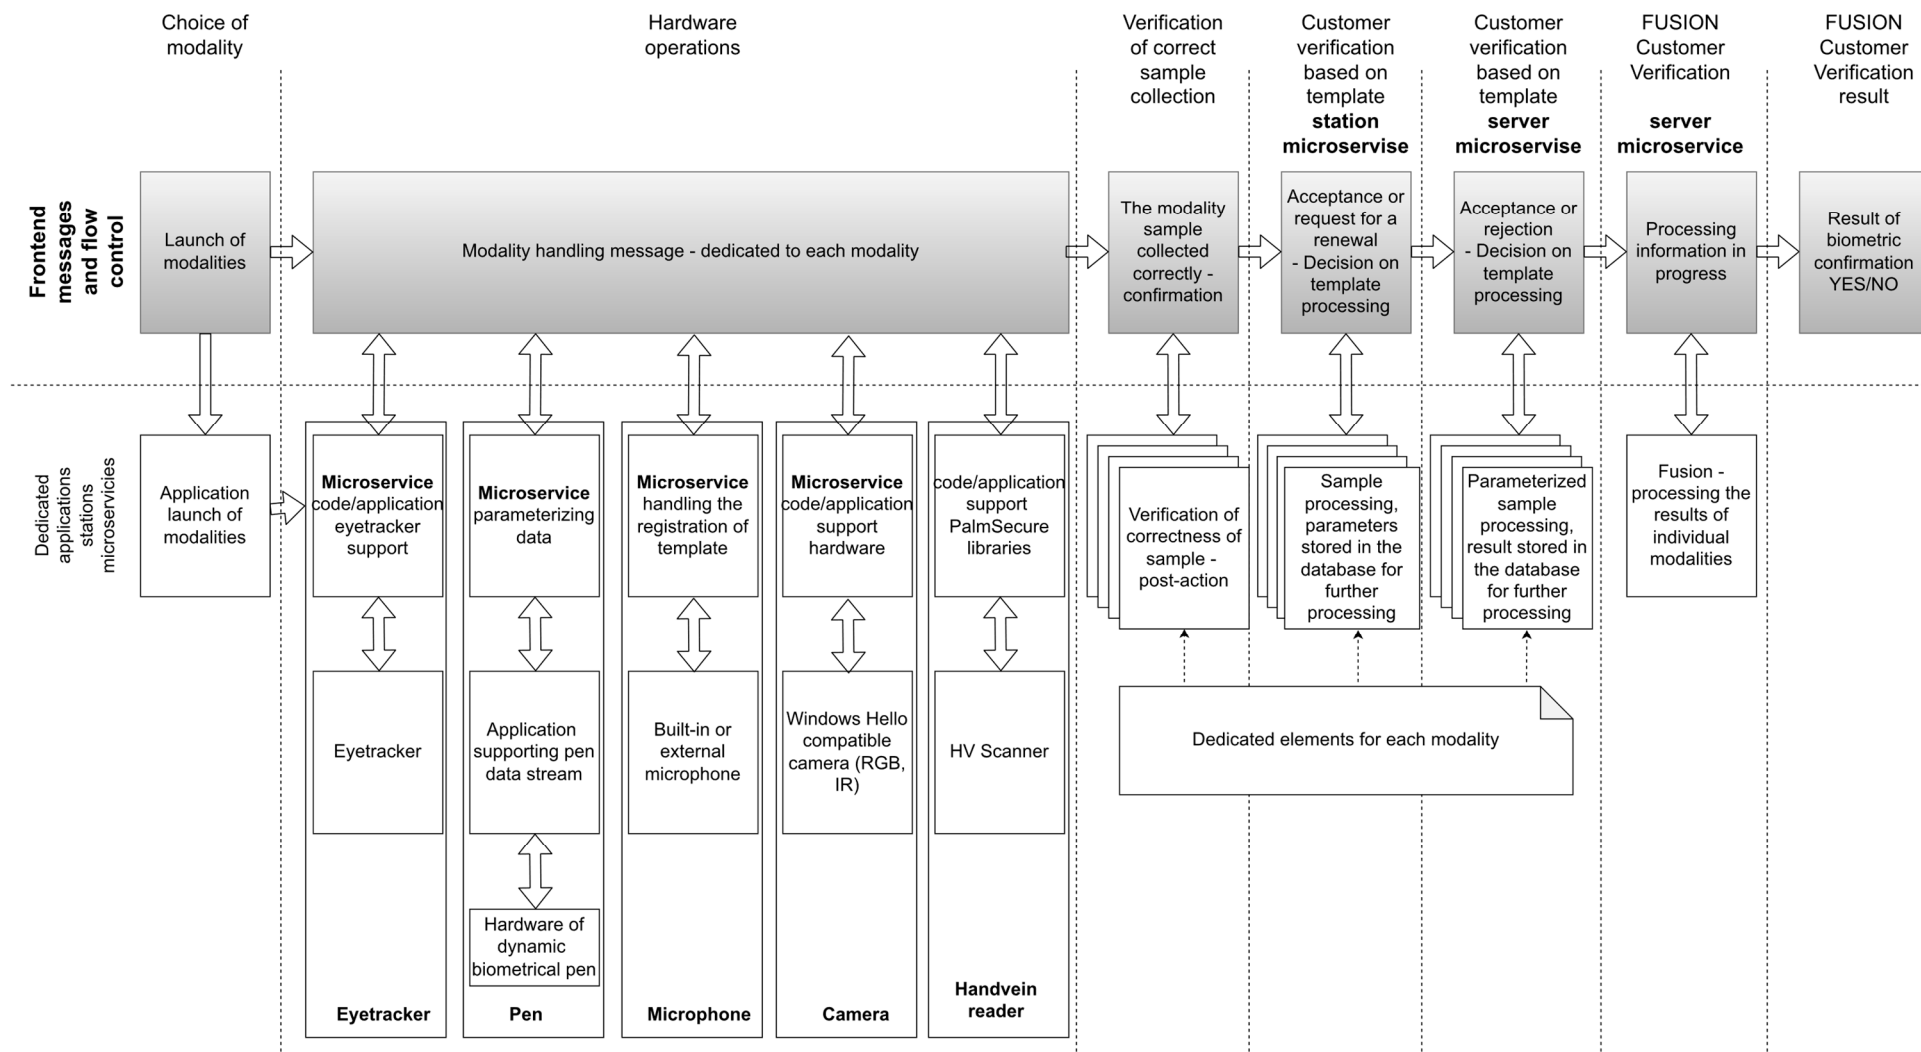 Choice of
modality
Hardware
operations
Verification
of correct
sample
collection
Customer
verification
based on
template
station
microservise
Customer
verification
based on
template
server
microservise
FUSION
Customer
Verification
server
microservice
FUSION
Customer
Verification
result
Frontend
messages
and flow
control
Launch of
modalities
Modality handling message - dedicated to each modality
The modality
sample
collected
correctly -
confirmation
Acceptance or
request for a
renewal
- Decision on
template
processing
Acceptance or
rejection
- Decision on
template
processing
Processing
information in
progress
Result of
biometric
confirmation
YES/NO
Dedicated
applications
stations
microservicies
Application
launch of
modalities
Microservice
code/application
eyetracker
support
Microservice
parameterizing
data
Microservice
handling the
registration of
template
Microservice
code/application
support
hardware
code/application
support
PalmSecure
libraries
Verification of
correctness of
sample -
post-action
Sample
processing,
parameters
stored in the
database for
further
processing
Parameterized
sample
processing,
result stored in
the database
for further
processing
Fusion -
processing the
results of
individual
modalities
Eyetracker
Application
supporting pen
data stream
Built-in or
external
microphone
Windows Hello
compatible
camera (RGB,
IR)
HV Scanner
Dedicated elements for each modality
Hardware of
dynamic
biometrical pen
Eyetracker
Pen
Microphone
Camera
Handvein
reader